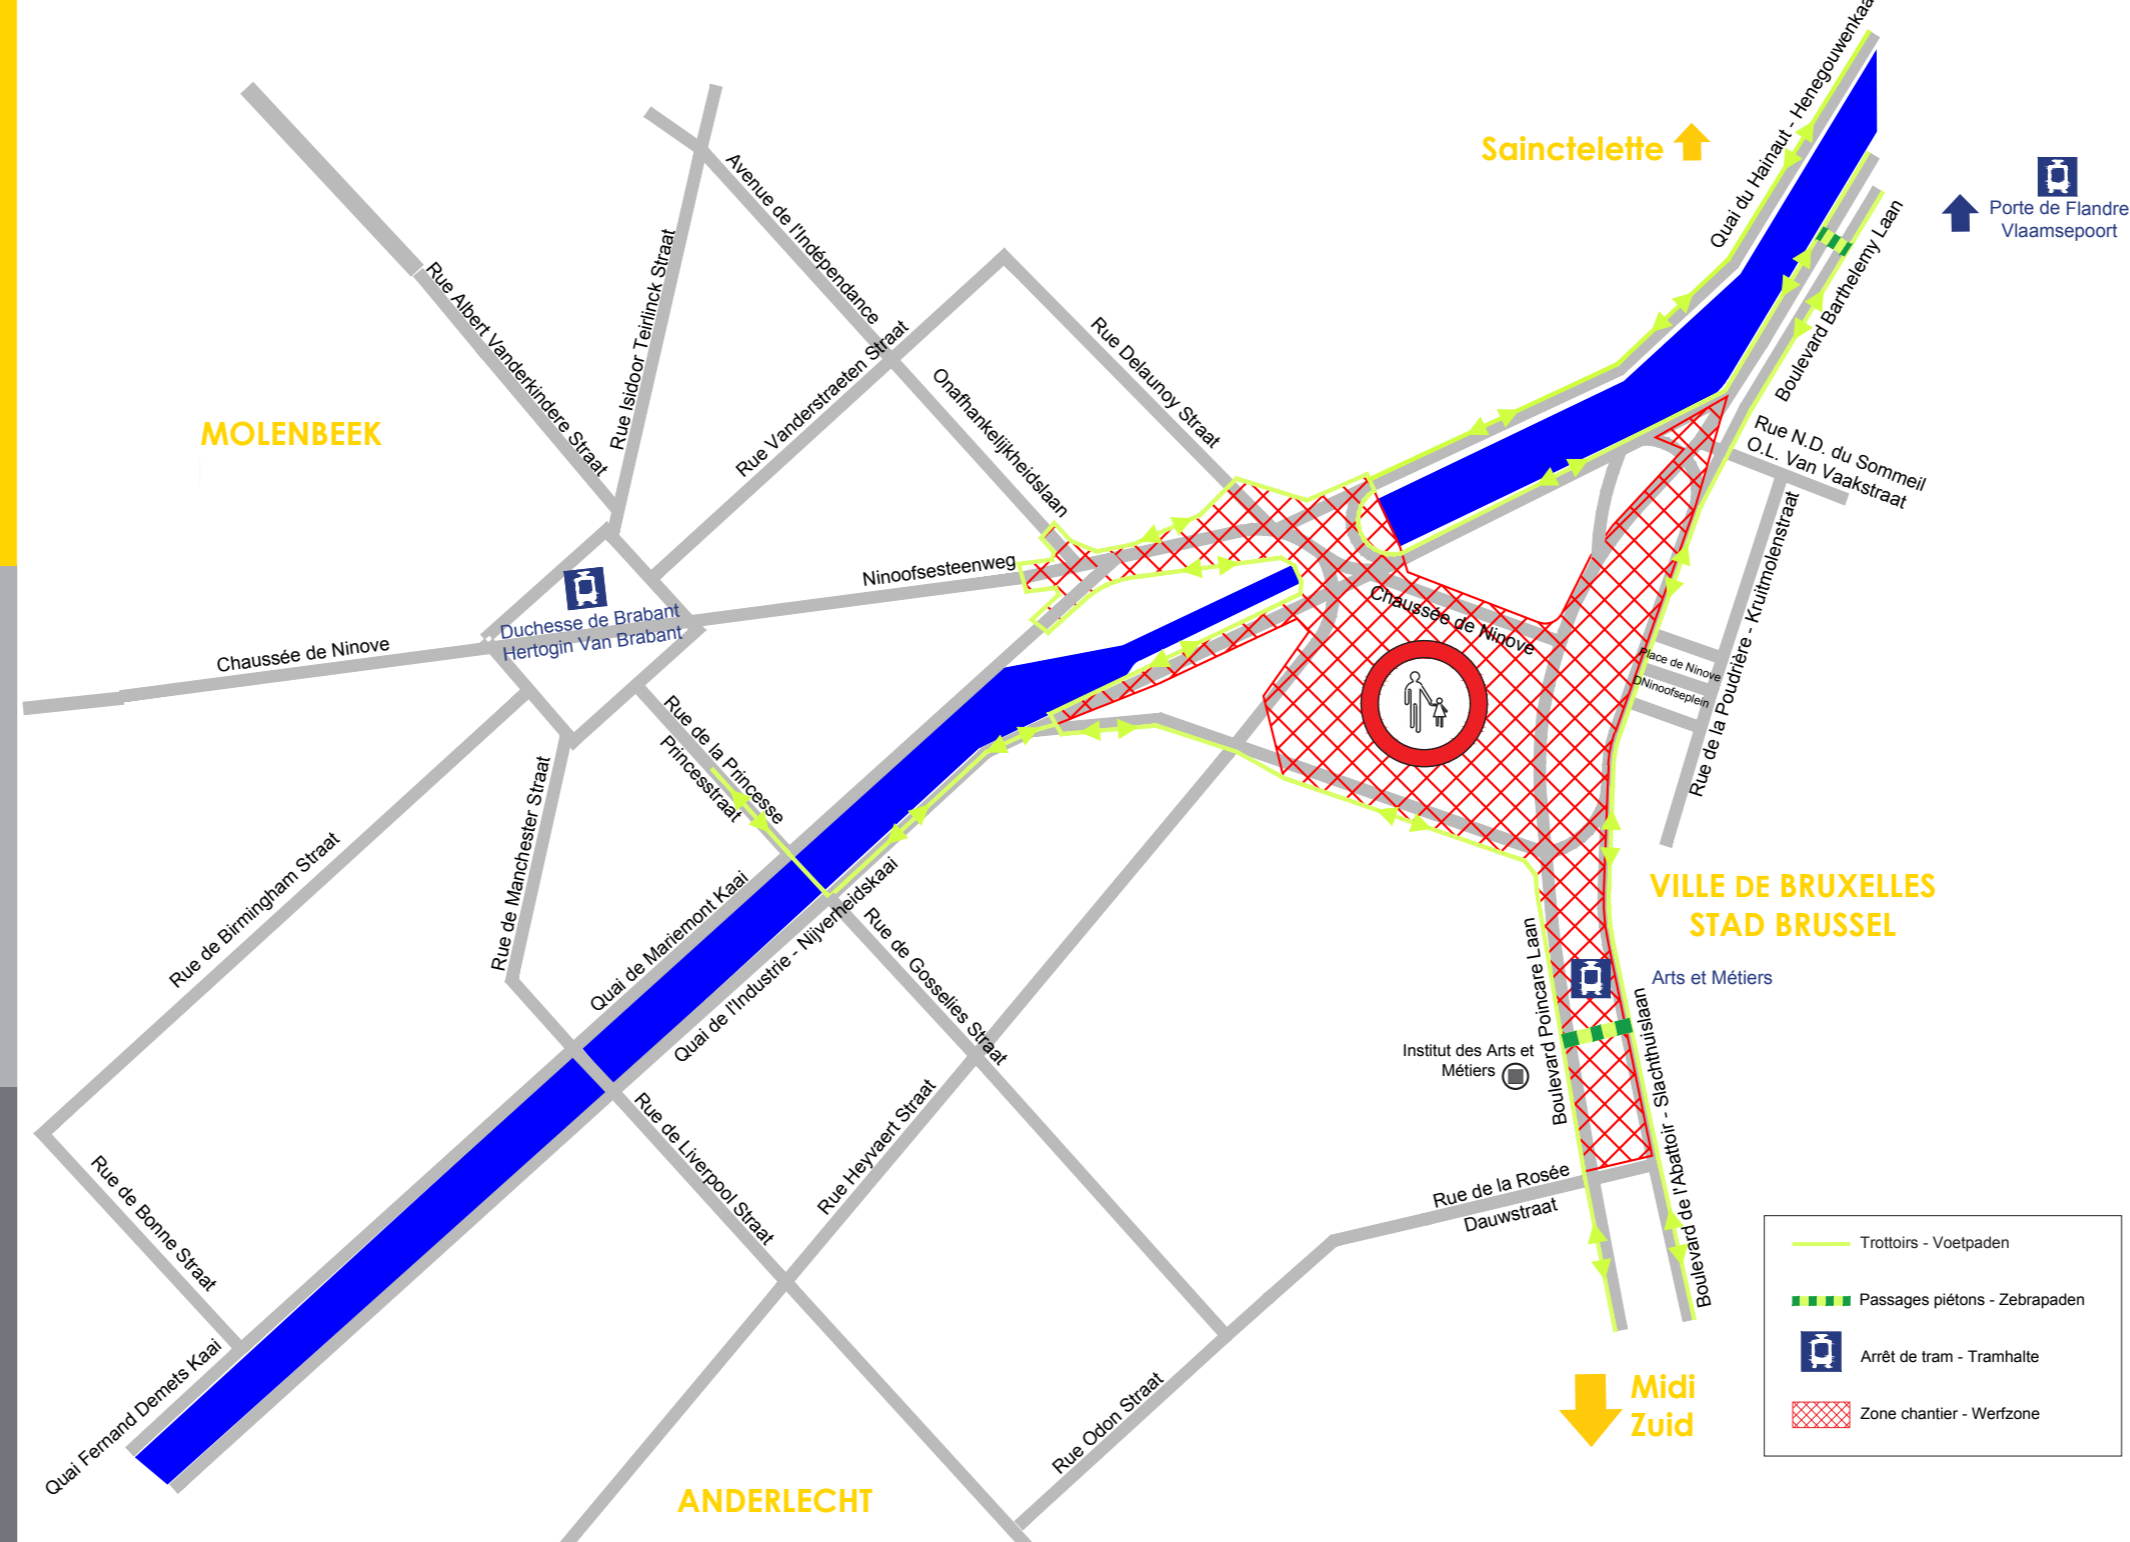 Quai du Hainaut - Henegouwenkaai
Sainctelette
Porte de Flandre
Vlaamsepoort
Avenue de l'Indépendance
Boulevard Barthelemy Laan
Rue Albert Vanderkindere Straat
Rue Isidoor Teirlinck Straat
Rue Vanderstraeten Straat
Rue Delaunoy Straat
Onafhankelijkheidslaan
MOLENBEEK
Rue N.D. du Sommeil
O.L. Van Vaakstraat
Ninoofsesteenweg
Chaussée de Ninove
Duchesse de Brabant
Hertogin Van Brabant
Chaussée de Ninove
Place de Ninove
DNinoofseplein
Rue de la Poudrière - Kruitmolenstraat
Rue de la Princesse
Princesstraat
Rue de Manchester Straat
Rue de Birmingham Straat
Quai de Mariemont Kaai
Quai de l'Industrie - Nijverheidskaai
Rue de Gosselies Straat
VILLE DE BRUXELLES
STAD BRUSSEL
Arts et Métiers
Boulevard Poincare Laan
Institut des Arts et
Métiers
Boulevard de l'Abattoir - Slachthuislaan
Rue de Liverpool Straat
Rue Heyvaert Straat
Rue de la Rosée
Dauwstraat
Rue de Bonne Straat
Quai Fernand Demets Kaai
Rue Odon Straat
ANDERLECHT
Midi
Zuid
Trottoirs - Voetpaden
Passages piétons - Zebrapaden
Arrêt de tram - Tramhalte
Zone chantier - Werfzone